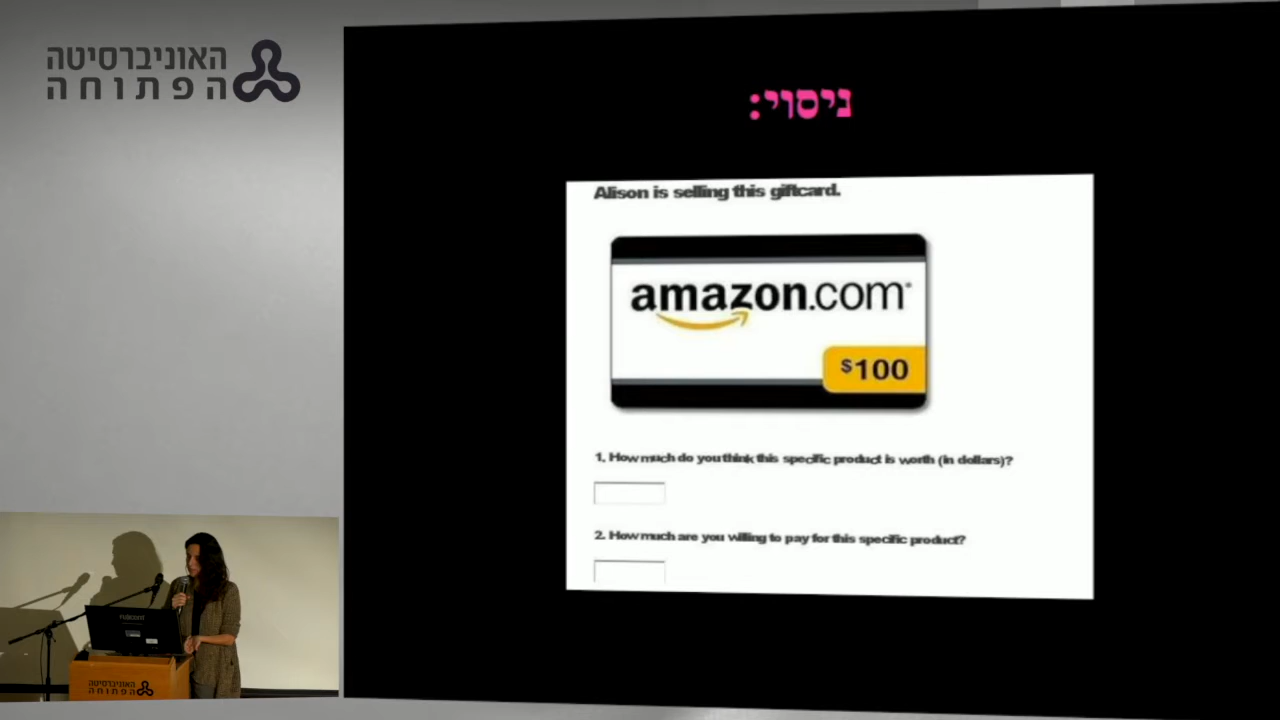 האוניברסיטה
הפתוחה
ניסוי:
Alison is selling this giftcard.
amazon.com
$100
1. How much do you think this specific product is worth (in dollars)?
2. How much are you willing to pay for this specific product?
האוניברסיטה
הפתוחה